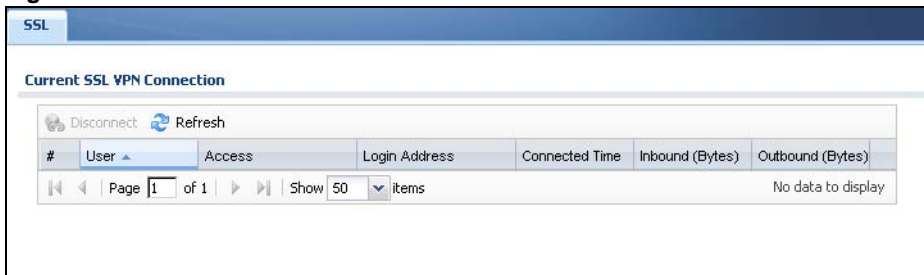 SSL
Current SSL VPN Connection
Disconnect Refresh
# User Access Login Address Connected Time Inbound (Bytes) Outbound (Bytes)
Page 1 of 1 Show 50 items No data to display